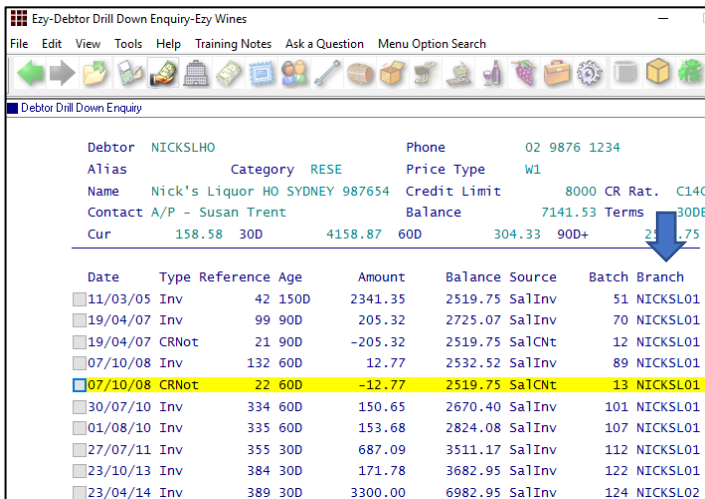 Ezy-Debtor Drill Down Enquiry-Ezy Wines
File Edit View Tools Help Training Notes Ask a Question Menu Option Search
Debtor Drill Down Enquiry
Debtor NICKSLHO Phone 02 9876 1234
Alias Category RESE Price Type W1
Name Nick's Liquor HO SYDNEY 987654 Credit Limit 8000 CR Rat. C14
Contact A/P - Susan Trent Balance 7141.53 Terms 30DE
Cur 158.58 30D 4158.87 60D 304.33 90D+ .75
Date Type Reference Age Amount Balance Source Batch Branch
11/03/05 Inv 42 150D 2341.35 2519.75 SalInv 51 NICKSL01
19/04/07 Inv 99 90D 205.32 2725.07 SalInv 70 NICKSL01
19/04/07 CRNot 21 90D -205.32 2519.75 SalCNt 12 NICKSL01
07/10/08 Inv 132 60D 12.77 2532.52 SalInv 89 NICKSL01
07/10/08 CRNot 22 60D -12.77 2519.75 SalCNt 13 NICKSL01
30/07/10 Inv 334 60D 150.65 2670.40 SalInv 101 NICKSL01
01/08/10 Inv 335 60D 153.68 2824.08 SalInv 107 NICKSL01
27/07/11 Inv 355 30D 687.09 3511.17 SalInv 112 NICKSL01
23/10/13 Inv 384 30D 171.78 3682.95 SalInv 122 NICKSL01
23/04/14 Inv 389 30D 3300.00 6982.95 SalInv 124 NICKSL02